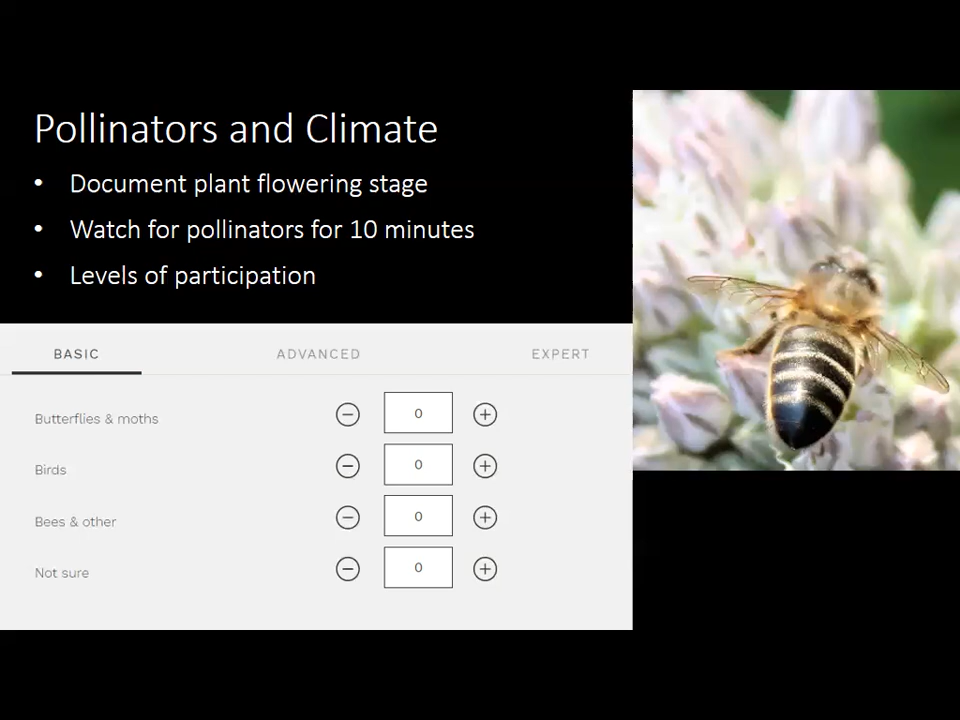 Pollinators and Climate
• Document plant flowering stage
• Watch for pollinators for 10 minutes
• Levels of participation
BASIC ADVANCED EXPERT
Butterflies & moths 0
Birds 0
Bees & other 0
Not sure 0